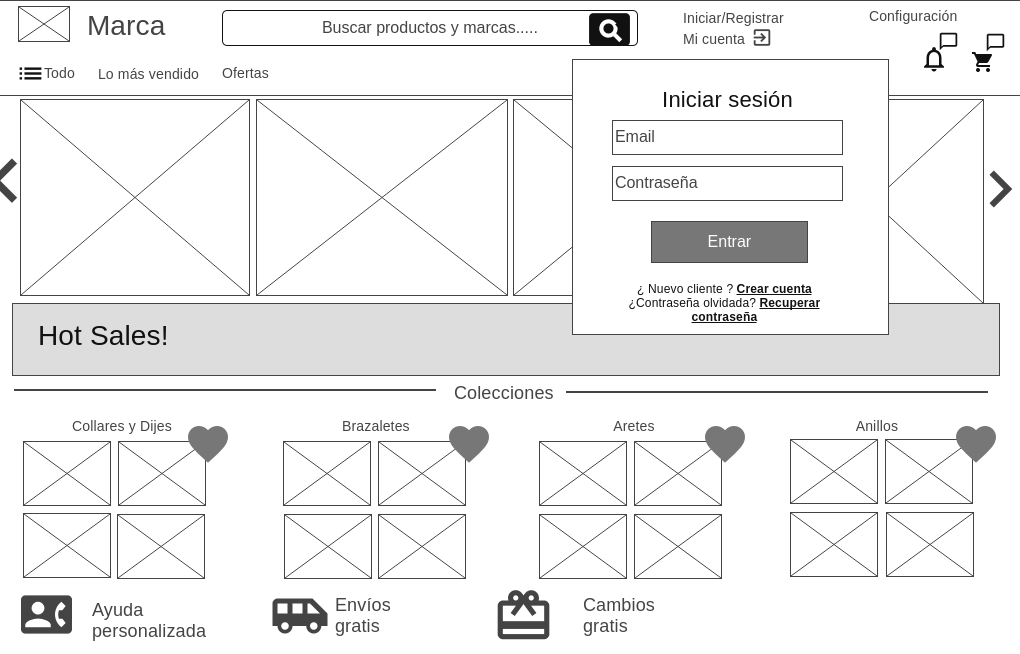 Marca
Buscar productos y marcas.....
Iniciar/Registrar
Mi cuenta
Configuración
Todo
Lo más vendido
Ofertas
Iniciar sesión
Email
Contraseña
Entrar
¿ Nuevo cliente ? Crear cuenta
¿Contraseña olvidada? Recuperar
contraseña
Hot Sales!
Colecciones
Collares y Dijes
Brazaletes
Aretes
Anillos
Ayuda
personalizada
Envíos
gratis
Cambios
gratis